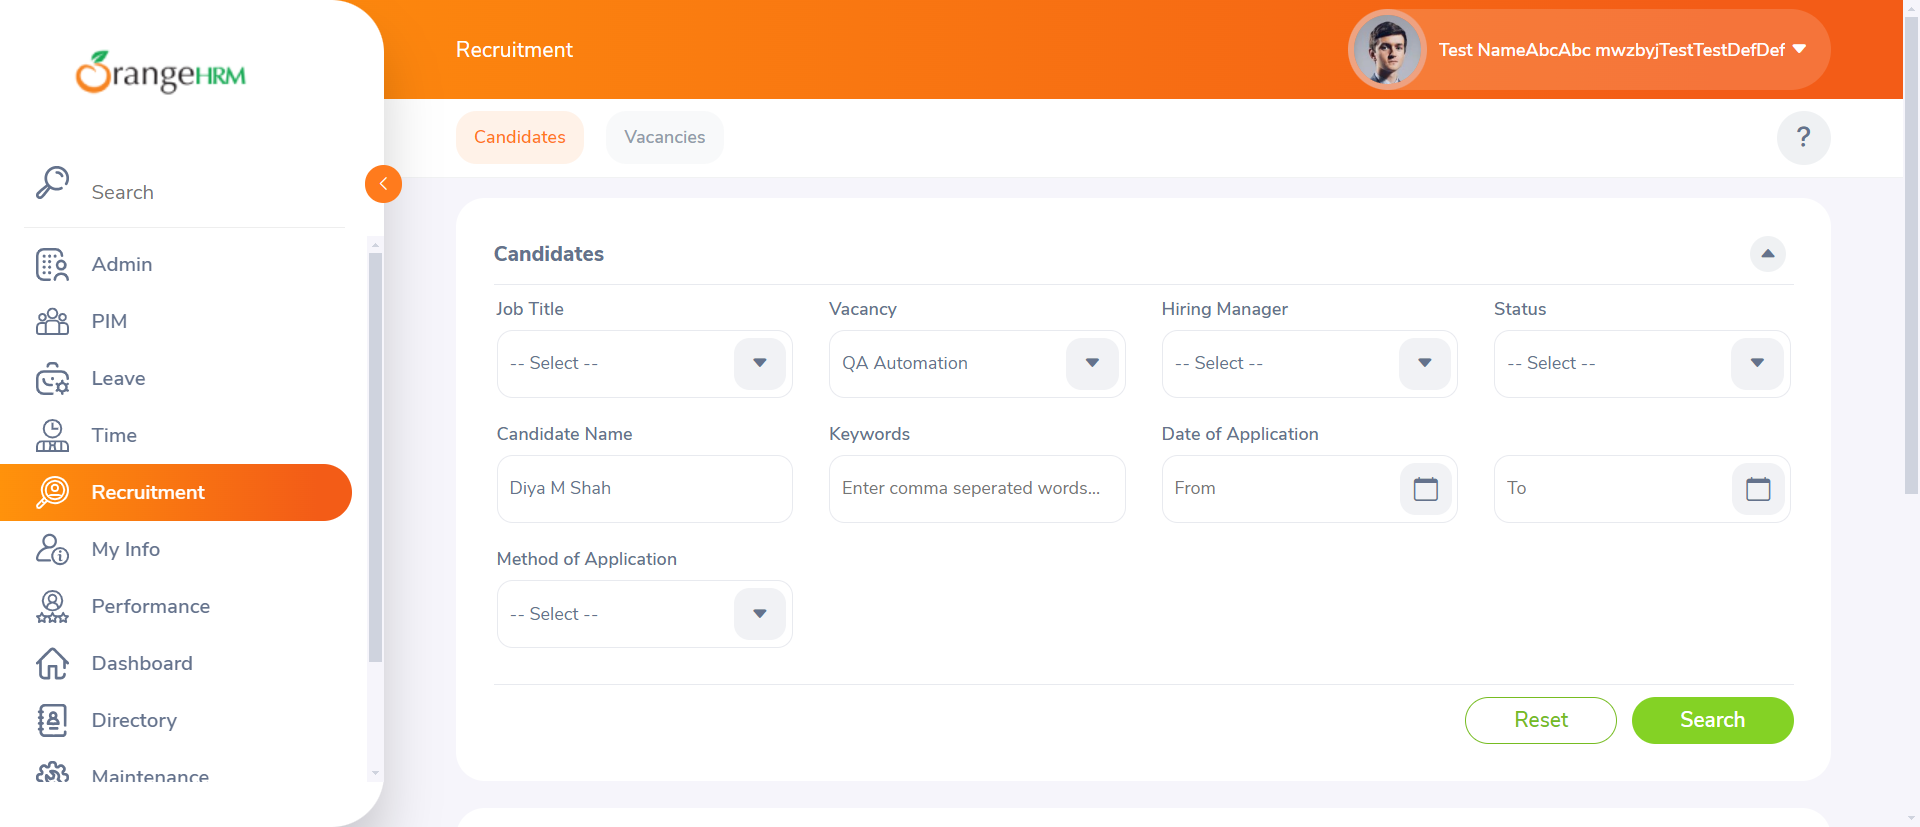 OrangeHRM
Recruitment
Test NameAbcAbc mwzbyjTestTestDefDef
Candidates
Vacancies
?
Search
Admin
PIM
Leave
Time
Recruitment
My Info
Performance
Dashboard
Directory
Maintenance
Candidates
Job Title
Vacancy
Hiring Manager
Status
-- Select --
QA Automation
-- Select --
-- Select --
Candidate Name
Keywords
Date of Application
Diya M Shah
Enter comma seperated words...
From
To
Method of Application
-- Select --
Reset
Search